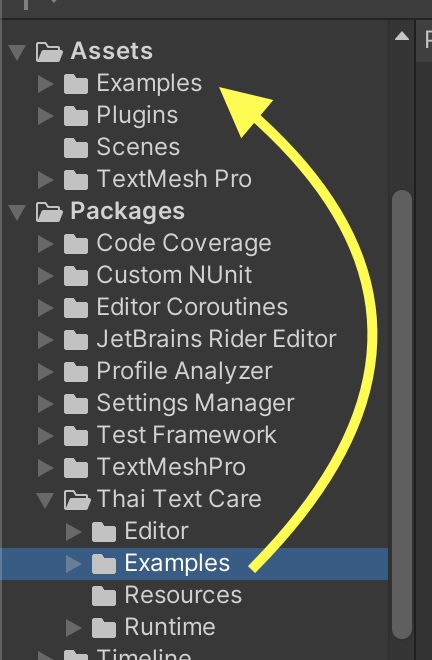 Assets
Examples
Plugins
Scenes
TextMesh Pro
Packages
Code Coverage
Custom NUnit
Editor Coroutines
JetBrains Rider Editor
Profile Analyzer
Settings Manager
Test Framework
TextMeshPro
Thai Text Care
Editor
Examples
Resources
Runtime
Timeline